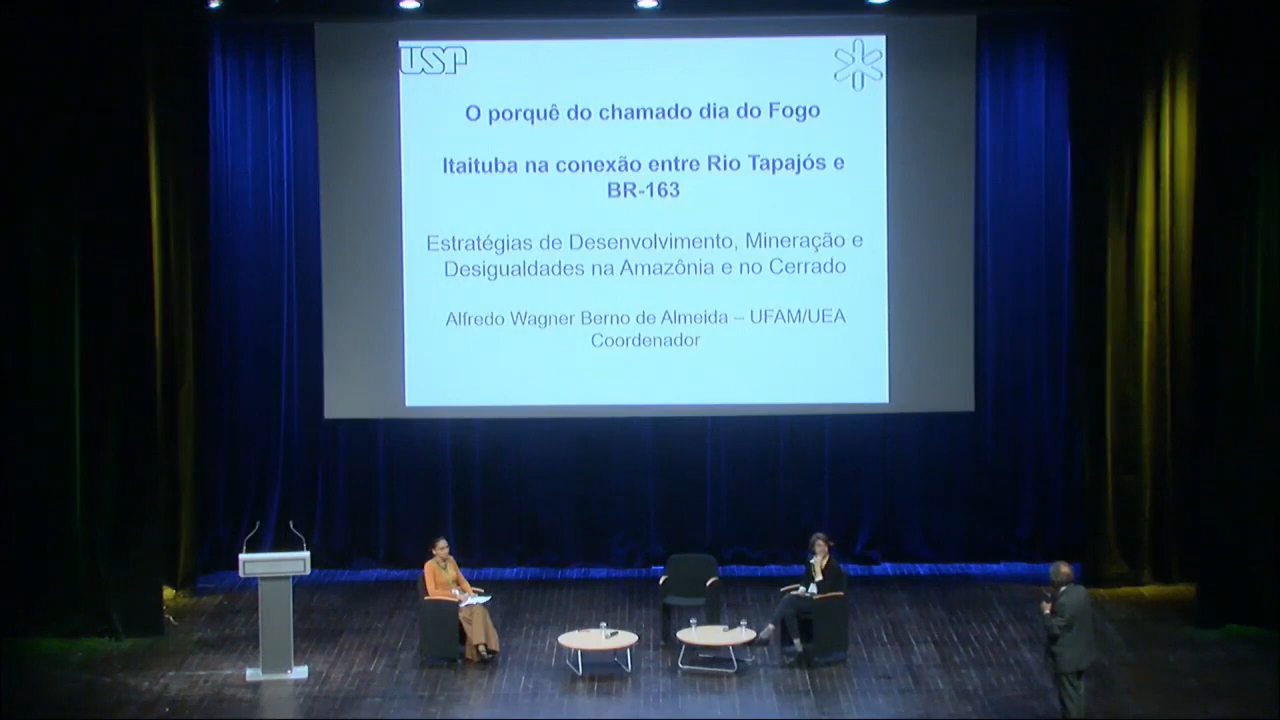 USP
O porquê do chamado dia do Fogo
Itaituba na conexão entre Rio Tapajós e
BR-163
Estratégias de Desenvolvimento, Mineração e
Desigualdades na Amazônia e no Cerrado
Alfredo Wagner Berno de Almeida – UFAM/UEA
Coordenador